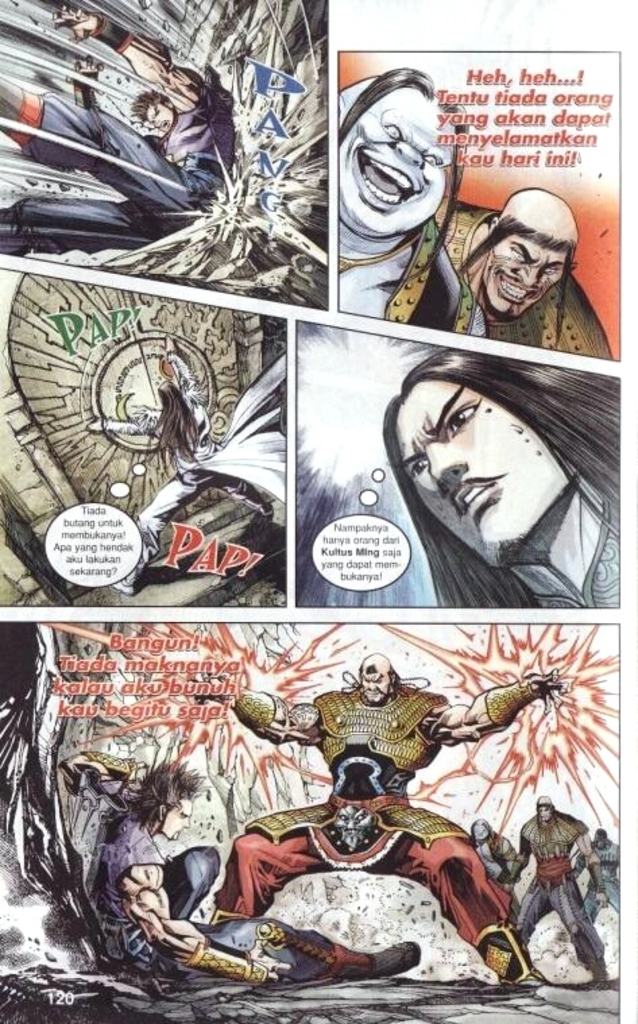 PANG!
Heh, heh...!
Tentu tiada orang
yang akan dapat
menyelamatkan
kau hari ini!
PAP!
Tiada
butang untuk
membukanya!
Apa yang hendak
aku lakukan
sekarang?
PAP!
Nampaknya
hanya orang dari
Kultus Ming saja
yang dapat mem-
bukanya!
Bangun!
Tiada maknanya
kalau aku bunuh
kau begitu saja!
120